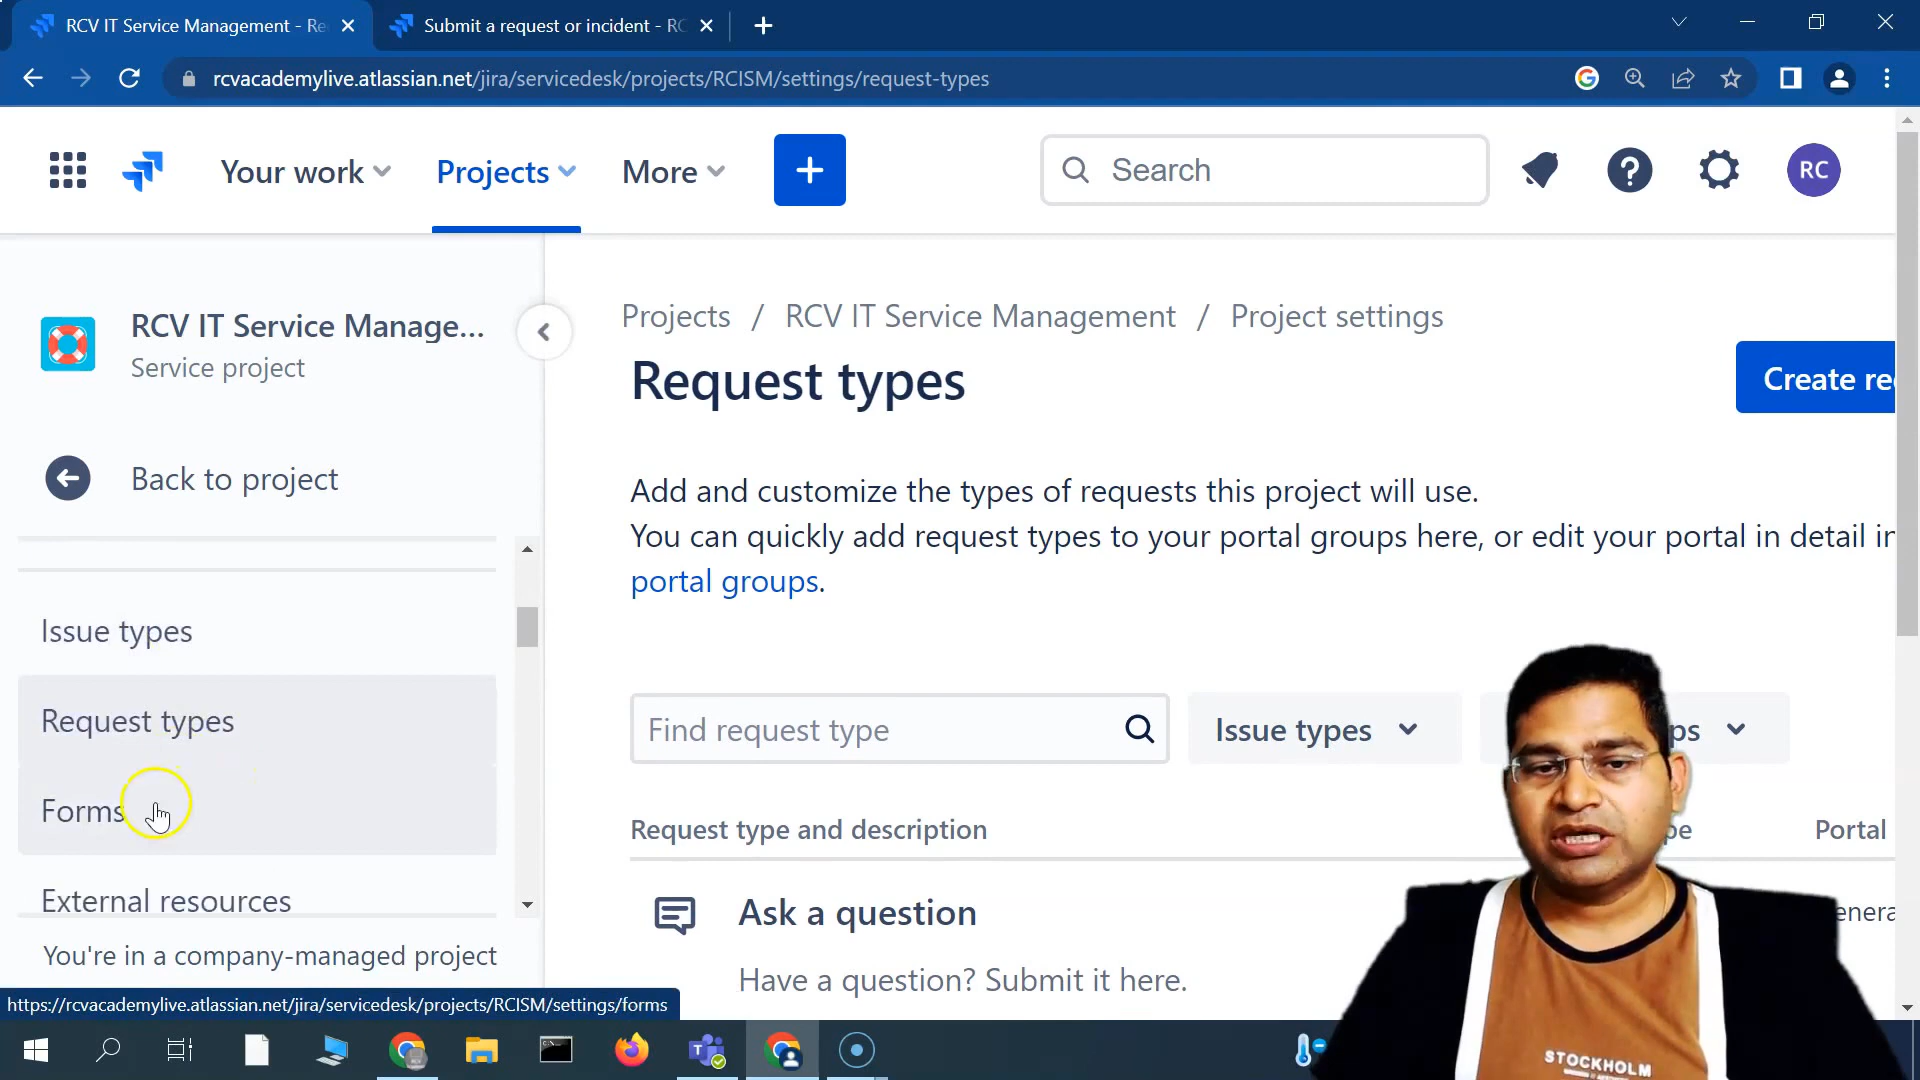 RCV IT Service Management - Re
Submit a request or incident - RC
rcvacademylive.atlassian.net/jira/servicedesk/projects/RCISM/settings/request-types
Your work
Projects
More
Search
RC
RCV IT Service Manage...
Service project
Back to project
Issue types
Request types
Forms
External resources
You're in a company-managed project
https://rcvacademylive.atlassian.net/jira/servicedesk/projects/RCISM/settings/forms
Projects / RCV IT Service Management / Project settings
Request types
Create re
Add and customize the types of requests this project will use.
You can quickly add request types to your portal groups here, or edit your portal in detail in
portal groups.
Find request type
Issue types
ps
Request type and description
pe
Portal
Ask a question
enera
Have a question? Submit it here.
STOCKHOLM